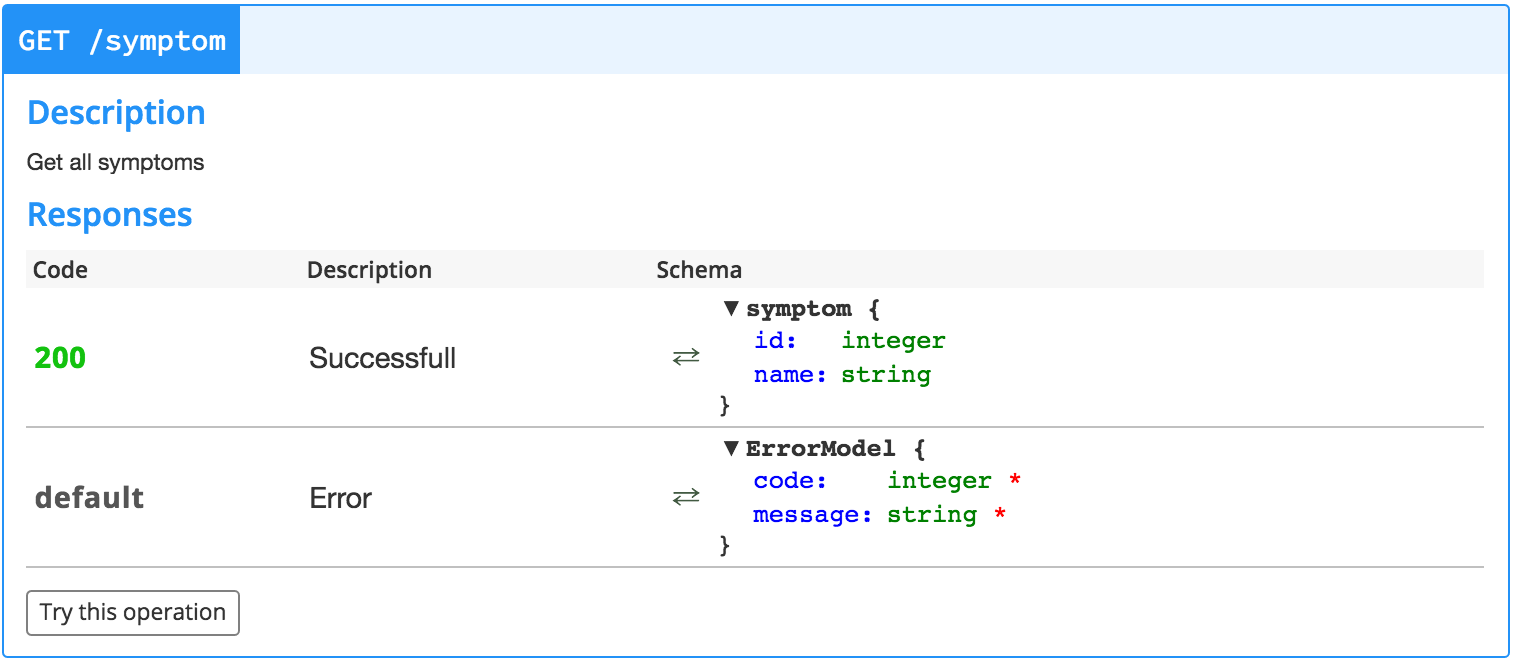 GET /symptom
Description
Get all symptoms
Responses
Code Description Schema
▼ symptom {
id: integer
200 Successfull ⇄
name: string
}
▼ ErrorModel {
code: integer *
default Error ⇄
message: string *
}
Try this operation